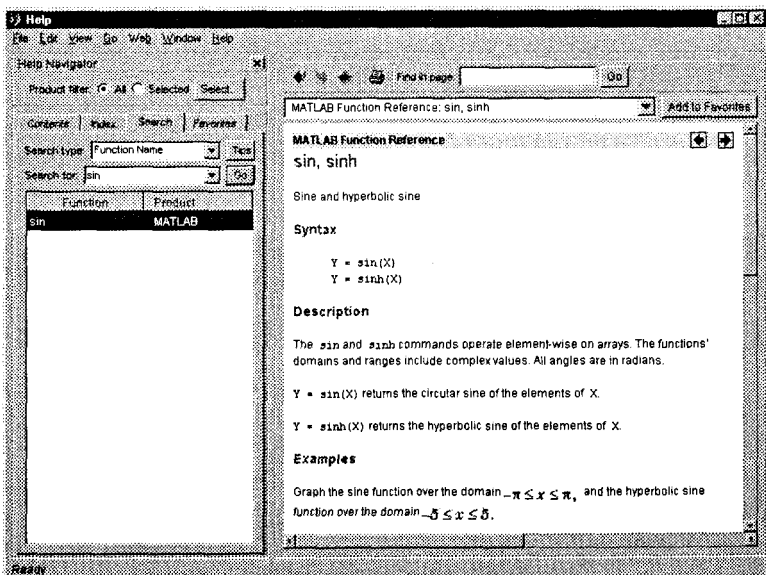 Help
File Edit View Go Web Window Help
Help Navigator
Product filter: All Selected Select...
Contents Index Search Favorites
Search type: Function Name Tips
Search for: sin Go
Function Product
sin MATLAB
Find in page: Go
MATLAB Function Reference: sin, sinh Add to Favorites
MATLAB Function Reference
sin, sinh
Sine and hyperbolic sine
Syntax
Y = sin(X)
Y = sinh(X)
Description
The sin and sinh commands operate element-wise on arrays. The functions'
domains and ranges include complex values. All angles are in radians.
Y = sin(X) returns the circular sine of the elements of X.
Y = sinh(X) returns the hyperbolic sine of the elements of X.
Examples
Graph the sine function over the domain -π ≤ x ≤ π, and the hyperbolic sine
function over the domain -5 ≤ x ≤ 5.
Ready